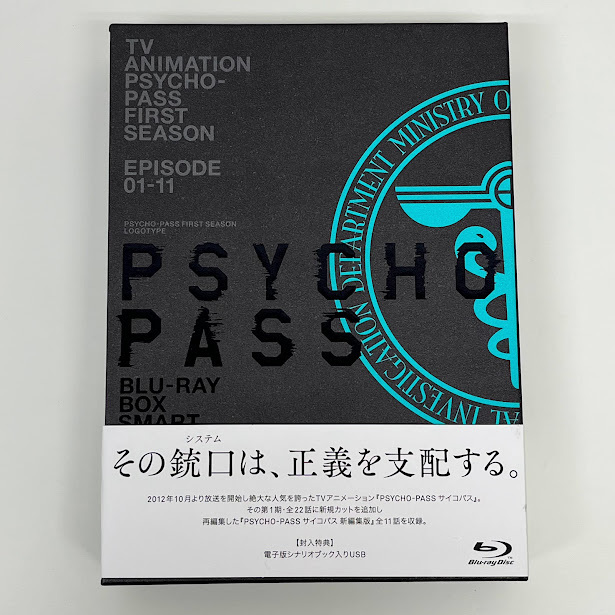 TV
ANIMATION
PSYCHO-
PASS
FIRST
SEASON
EPISODE
01-11
PSYCHO-PASS FIRST SEASON
LOGOTYPE
PSYCHO
PASS
AL INVESTIGATION DEPARTMENT MINISTRY O
BLU-RAY
BOX
SMART
システム
その銃口は、正義を支配する。
2012年10月より放送を開始し絶大な人気を誇ったTVアニメーション『PSYCHO-PASS サイコパス』。
その第1期・全22話に新規カットを追加し
再編集した『PSYCHO-PASS サイコパス 新編集版』全11話を収録。
【封入特典】
電子版シナリオブック入りUSB
Blu-ray Disc